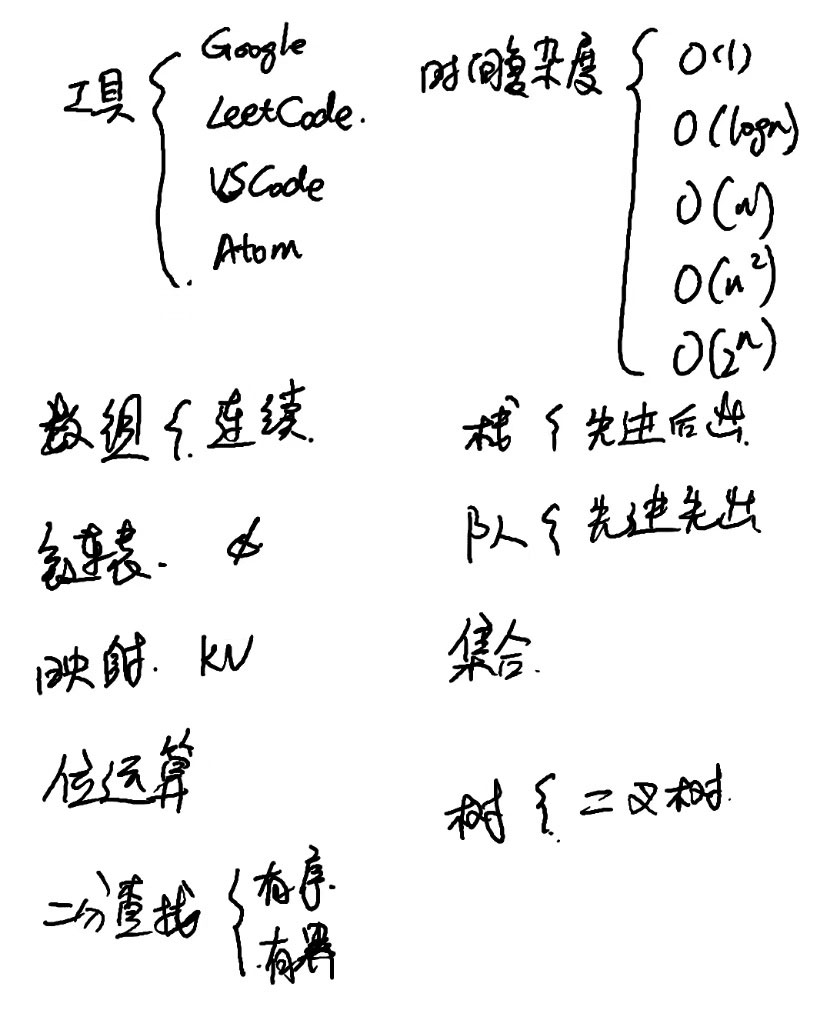 工具 { Google
LeetCode.
VSCode
Atom
时间复杂度 { O(1)
O(logn)
O(n)
O(n²)
O(2ⁿ)
数组 { 连续.
栈 { 先进后出.
链表.
队 { 先进先出
映射. KV
集合.
位运算
树 { 二叉树.
二分查找 { 有序.
有界